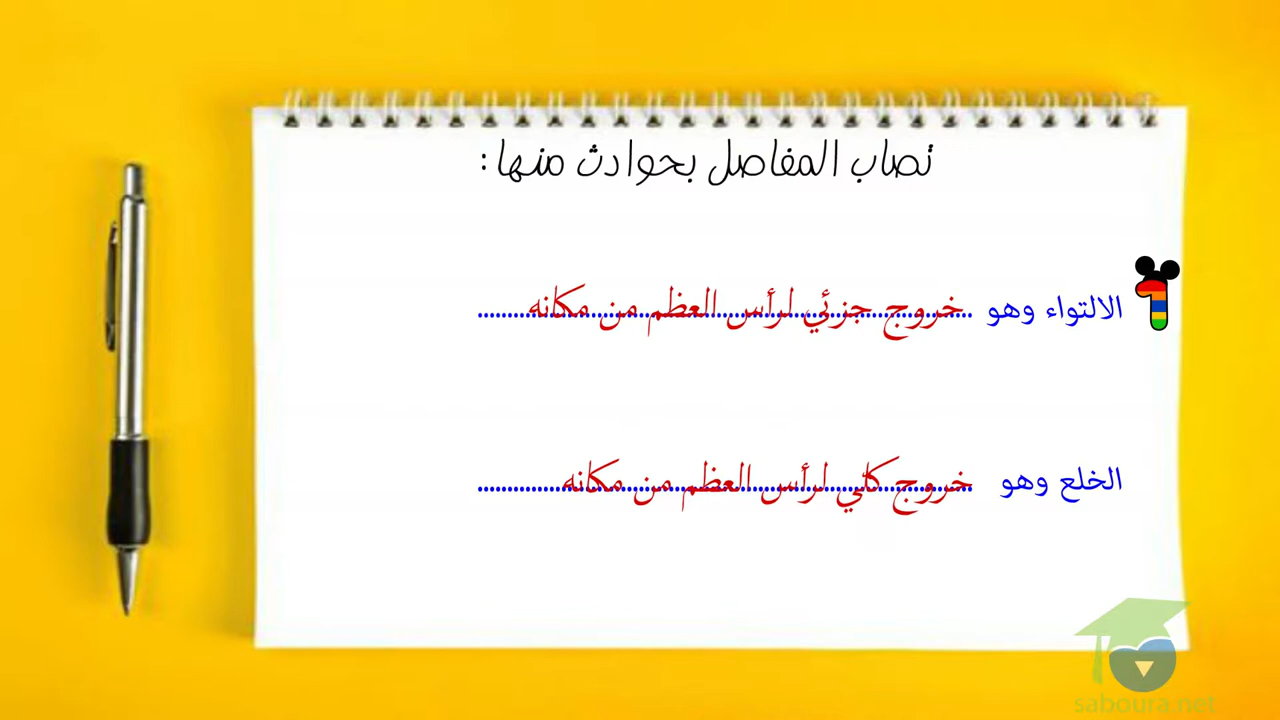 تصاب المفاصل بحوادث منها:
1 الالتواء وهو خروج جزئي لرأس العظم من مكانه
الخلع وهو خروج كلي لرأس العظم من مكانه
saboura.net